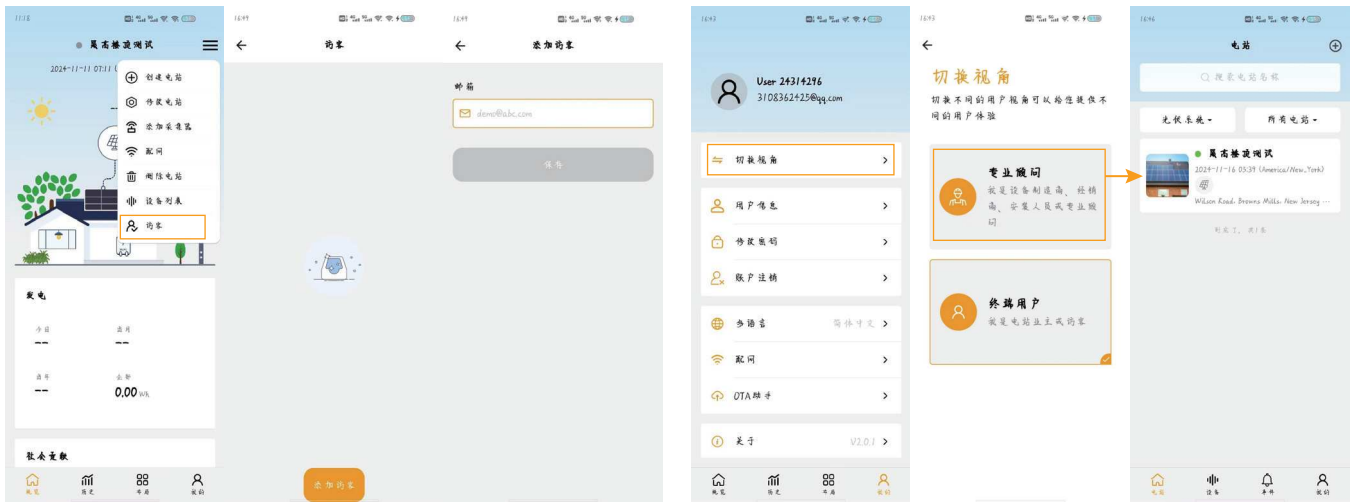 11:18
晟高楼顶测试
2024-11-11 07:11 (
创建电站
修改电站
添加采集器
配网
删除电站
设备列表
访客
发电
今日
当月
--
--
当年
全部
--
0.00 Wh
社会贡献
概览
历史
布局
我的
16:49
访客
添加访客
16:49
添加访客
邮箱
demo@abc.com
保存
16:43
User 24314296
3108362425@qq.com
切换视角
用户信息
修改密码
账户注销
多语言
简体中文
配网
OTA助手
关于
V2.0.1
概览
历史
布局
我的
16:43
切换视角
切换不同的用户视角可以给您提供不
同的用户体验
专业顾问
我是设备制造商、经销
商、安装人员或专业顾
问
终端用户
我是电站业主或访客
16:46
电站
搜索电站名称
光伏系统
所有电站
晟高楼顶测试
2024-11-16 03:39 (America/New_York)
Wilson Road, Browns Mills, New Jersey ...
到底了，共1条
电站
设备
事件
我的